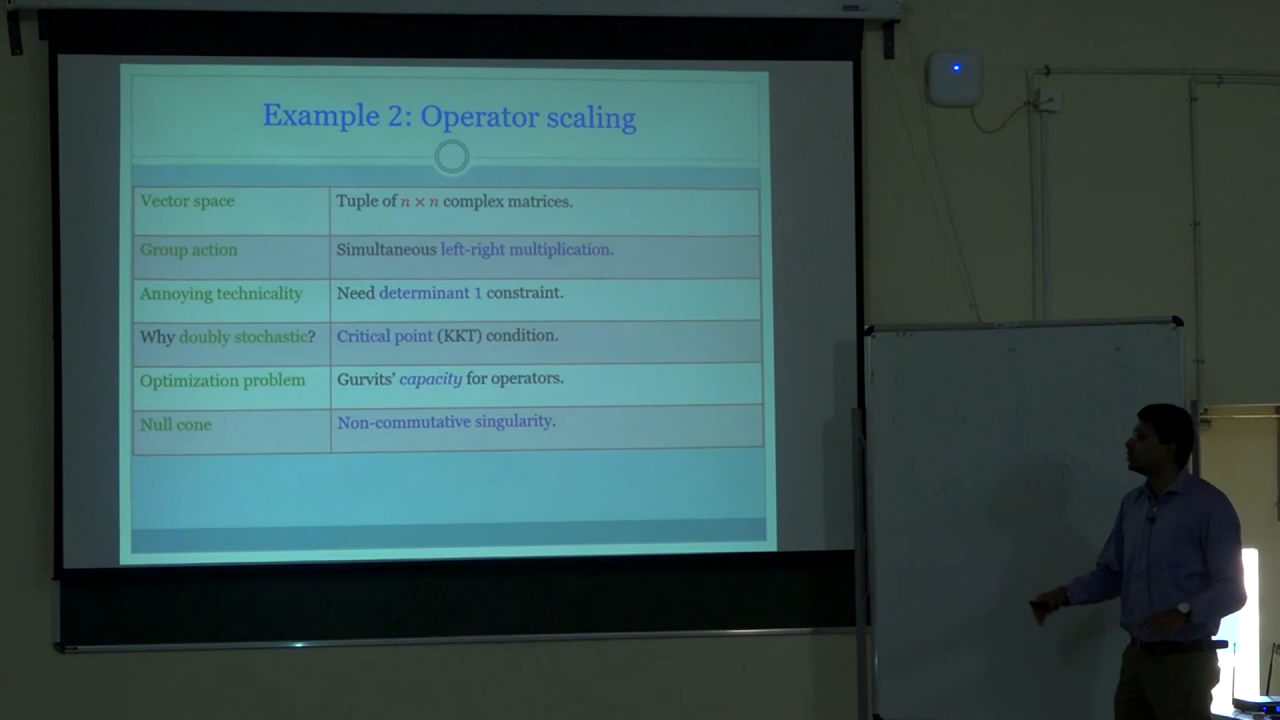 Example 2: Operator scaling
Vector space
Tuple of n × n complex matrices.
Group action
Simultaneous left-right multiplication.
Annoying technicality
Need determinant 1 constraint.
Why doubly stochastic?
Critical point (KKT) condition.
Optimization problem
Gurvits' capacity for operators.
Null cone
Non-commutative singularity.